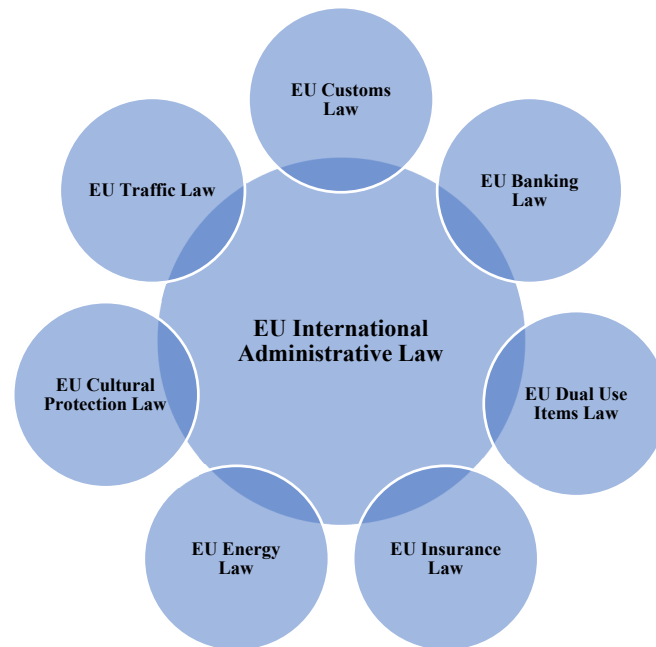 EU Customs
Law
EU Traffic Law
EU Banking
Law
EU International
Administrative Law
EU Cultural
Protection Law
EU Dual Use
Items Law
EU Energy
Law
EU Insurance
Law